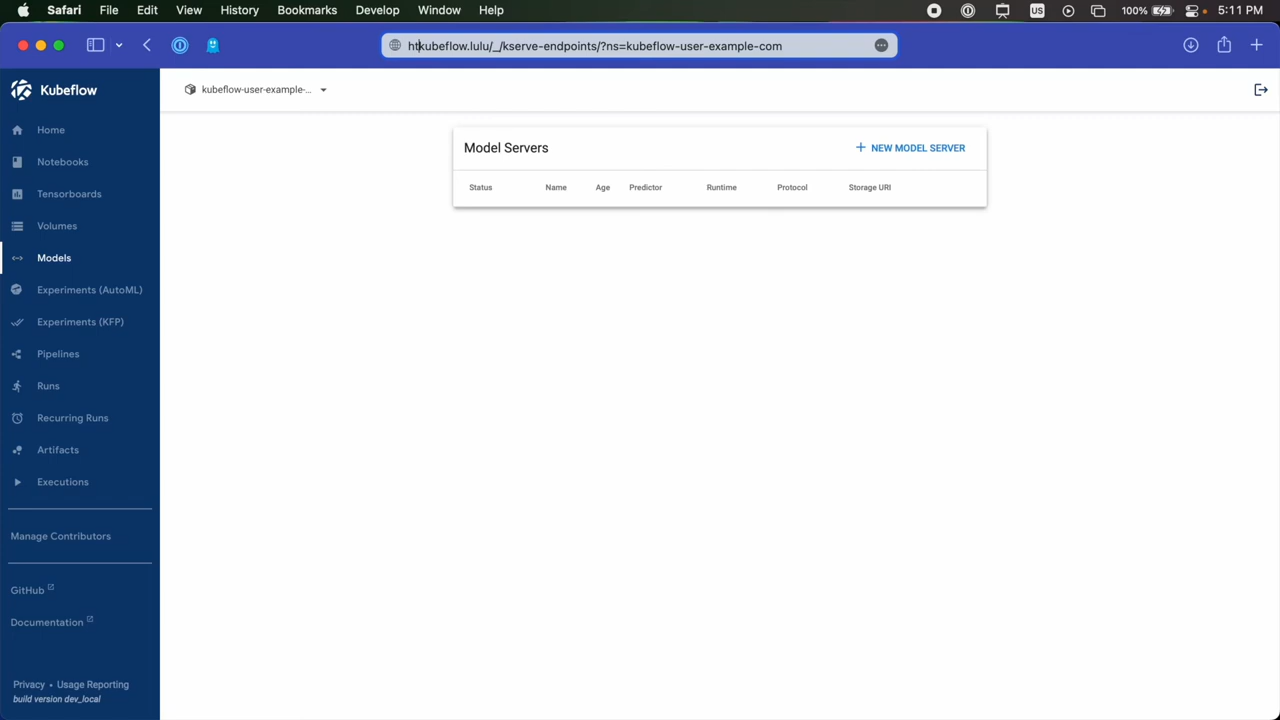 Safari File Edit View History Bookmarks Develop Window Help US 100% 5:11 PM
htkubeflow.lulu/_/kserve-endpoints/?ns=kubeflow-user-example-com
Kubeflow
kubeflow-user-example-...
Home
Notebooks
Tensorboards
Volumes
Models
Experiments (AutoML)
Experiments (KFP)
Pipelines
Runs
Recurring Runs
Artifacts
Executions
Manage Contributors
GitHub
Documentation
Privacy • Usage Reporting
build version dev_local
Model Servers + NEW MODEL SERVER
Status Name Age Predictor Runtime Protocol Storage URI